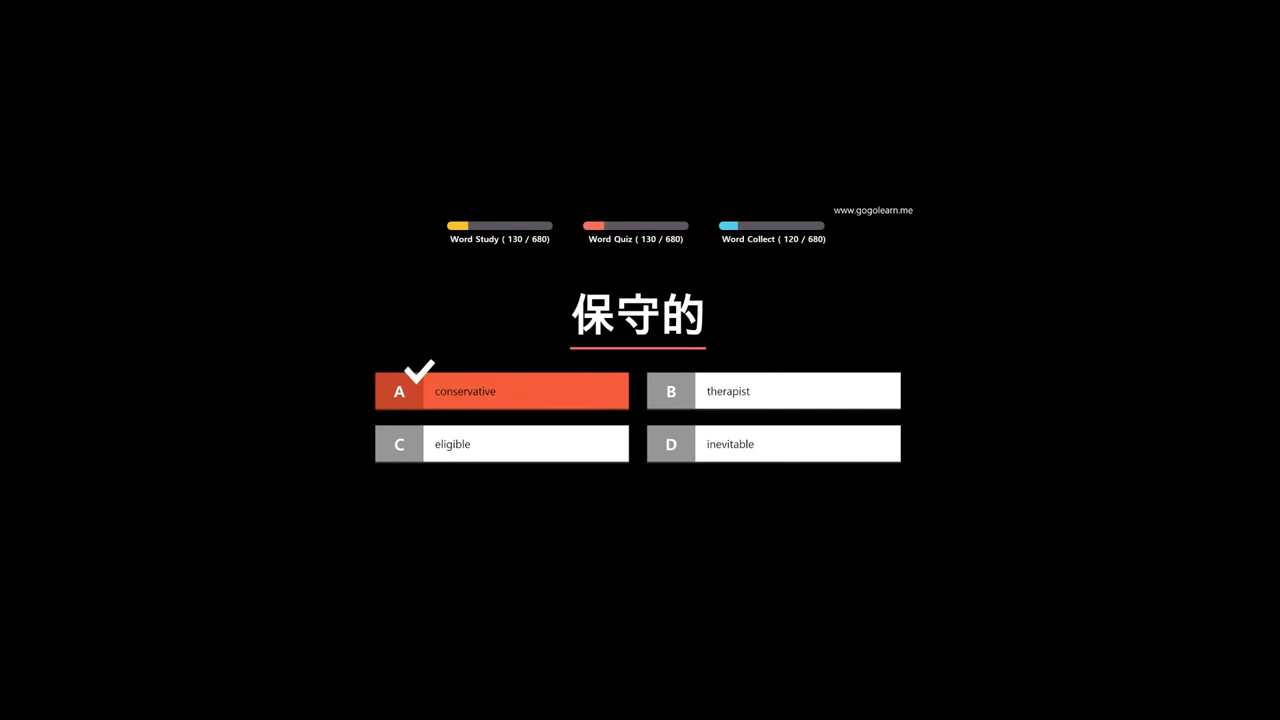 www.gogolearn.me
Word Study ( 130 / 680)
Word Quiz ( 130 / 680)
Word Collect ( 120 / 680)
保守的
A conservative
B therapist
C eligible
D inevitable